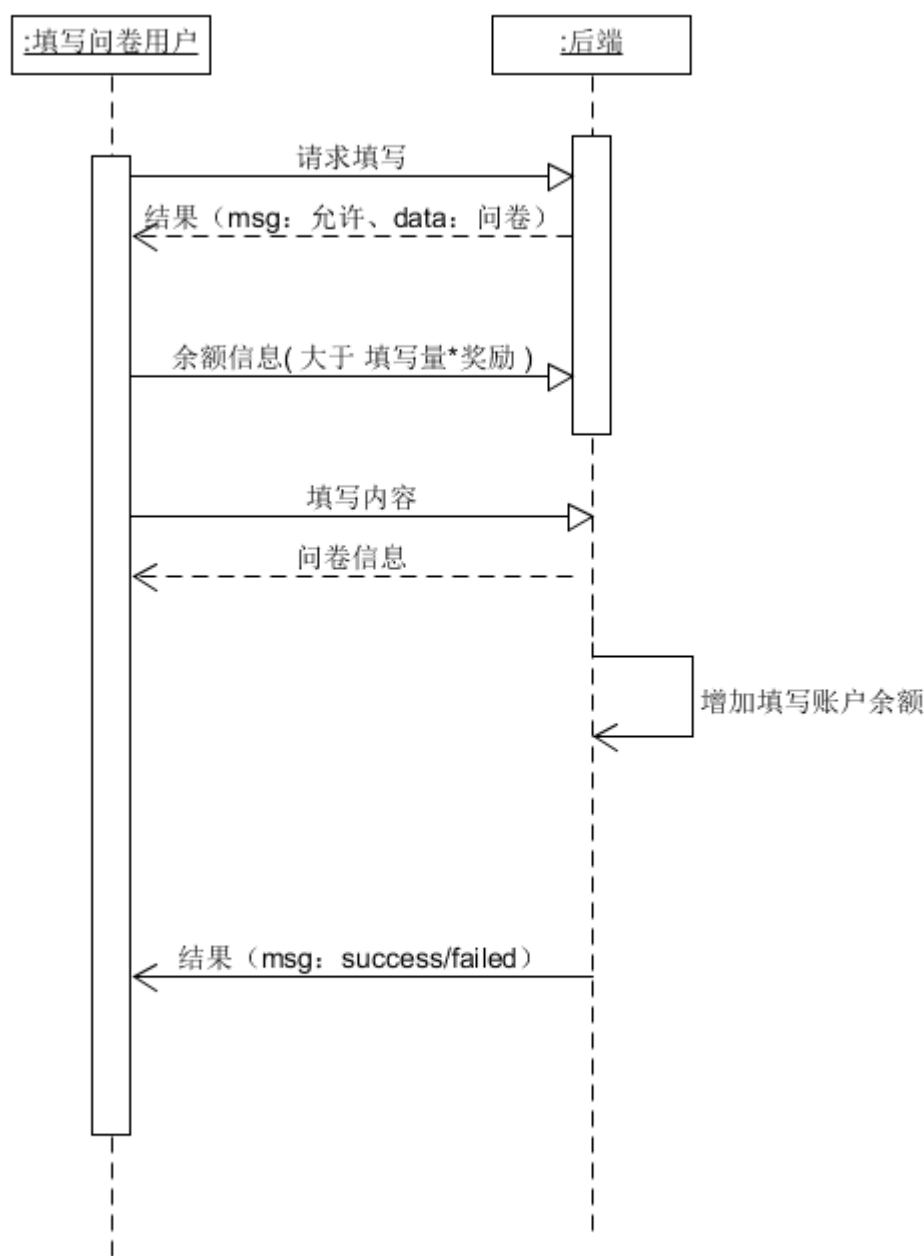 :填写问卷用户
:后端
请求填写
结果（msg：允许、data：问卷）
余额信息( 大于 填写量*奖励 )
填写内容
问卷信息
增加填写账户余额
结果（msg：success/failed）